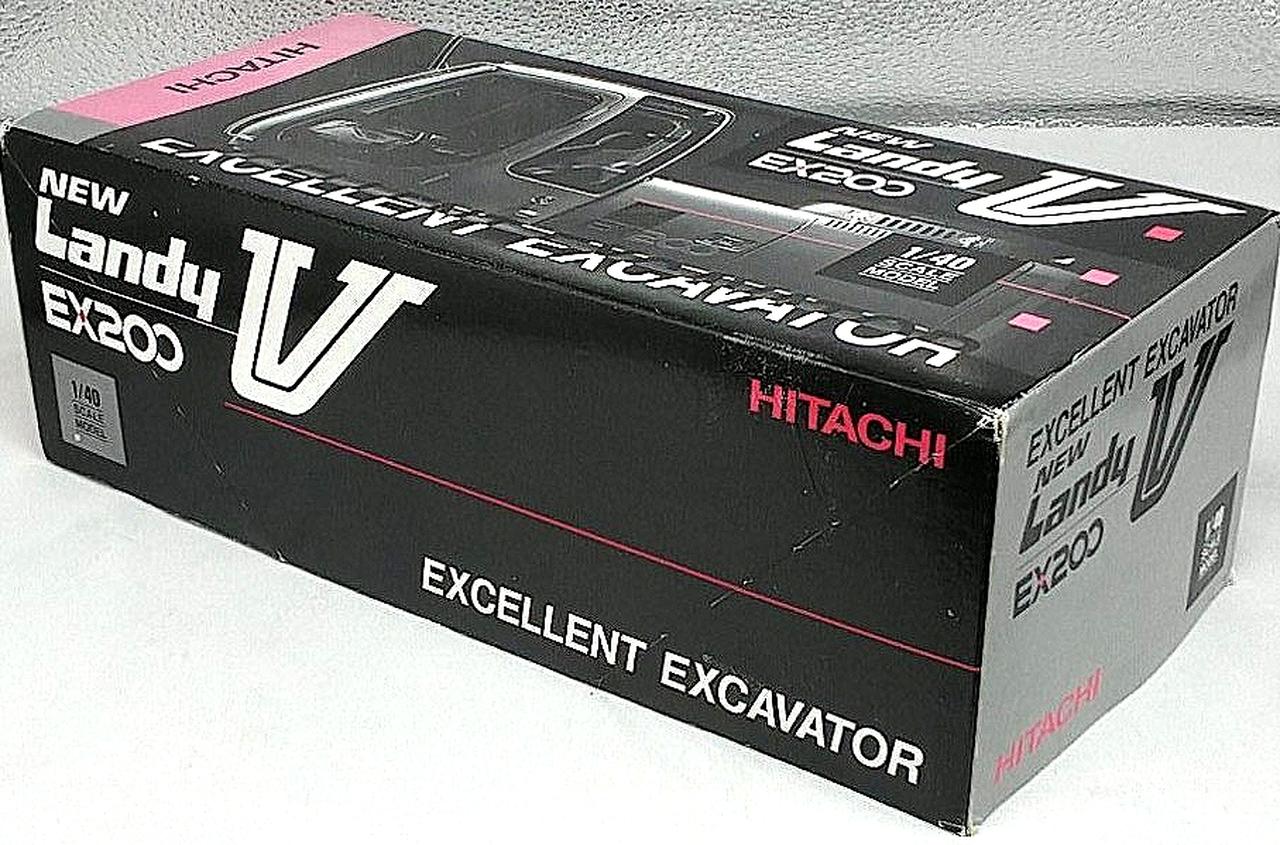 HITACHI
EXCELLENT EXCAVATOR
NEW
Landy V
EX200
1/40
SCALE
MODEL
NEW
Landy V
EX200
1/40
SCALE
MODEL
HITACHI
EXCELLENT EXCAVATOR
EXCELLENT EXCAVATOR
NEW
Landy V
EX200
HITACHI